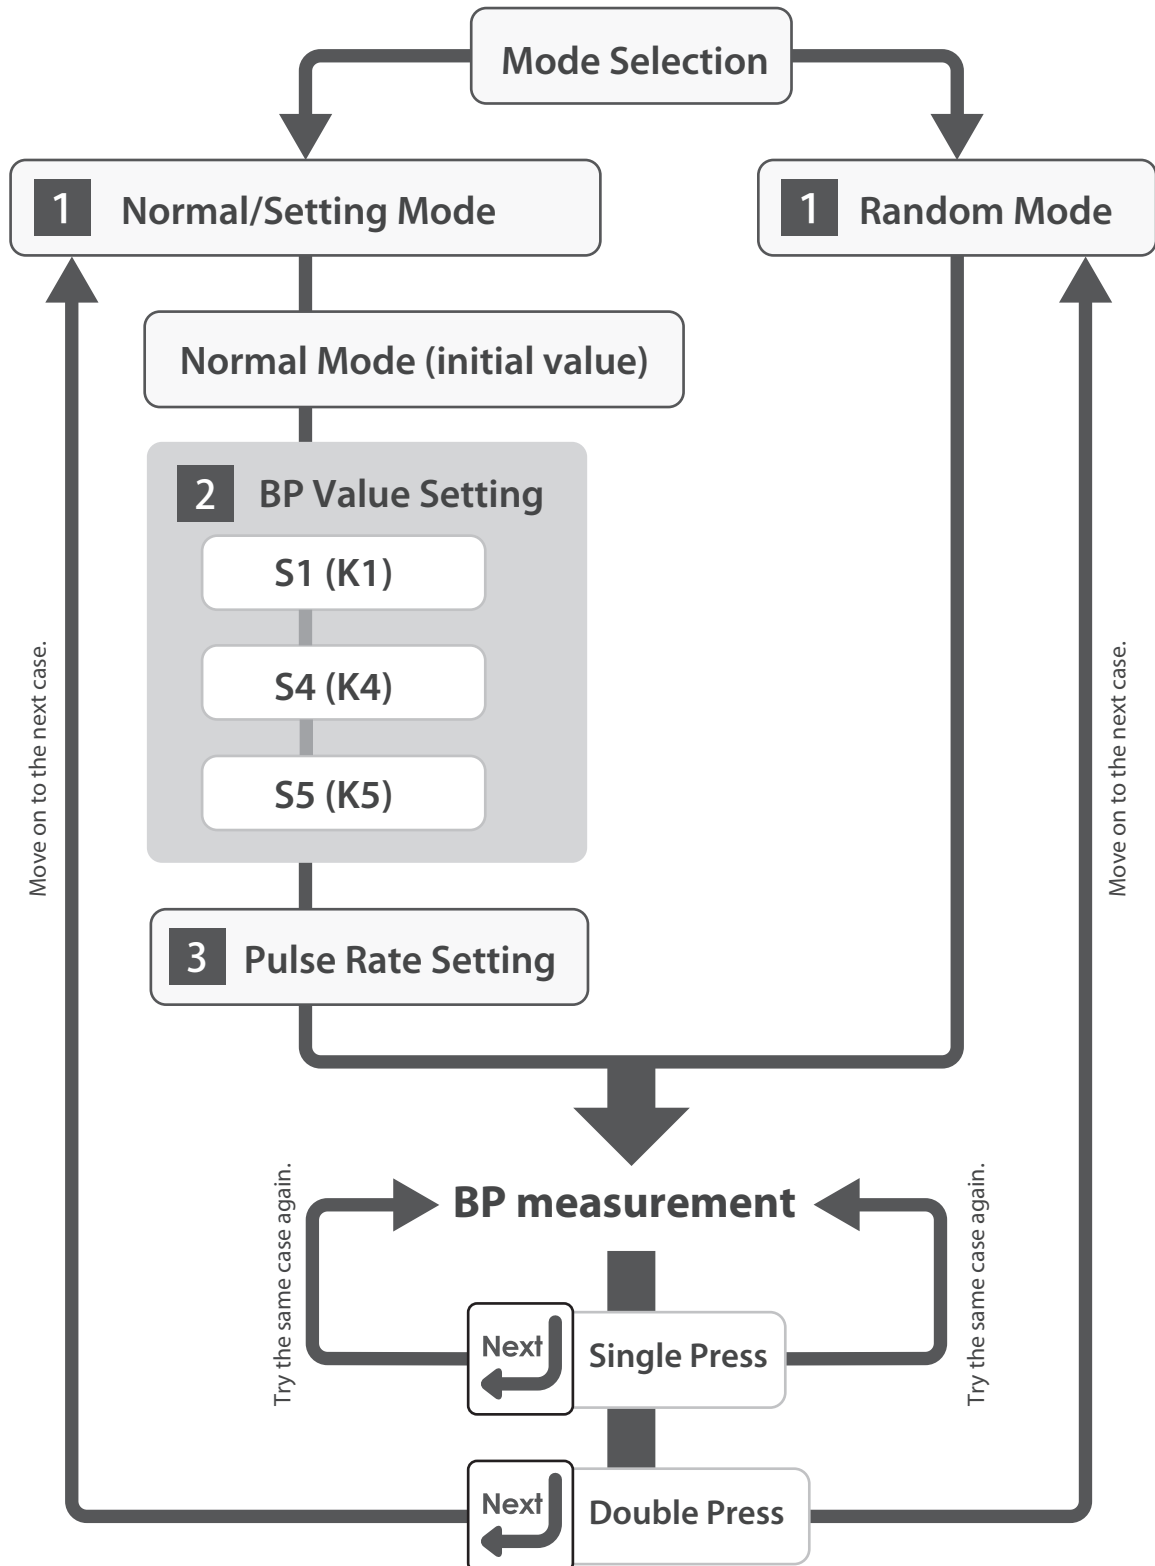 Mode Selection
1 Normal/Setting Mode
1 Random Mode
Normal Mode (initial value)
2 BP Value Setting
S1 (K1)
S4 (K4)
S5 (K5)
Move on to the next case.
Move on to the next case.
3 Pulse Rate Setting
BP measurement
Try the same case again.
Try the same case again.
Next Single Press
Next Double Press